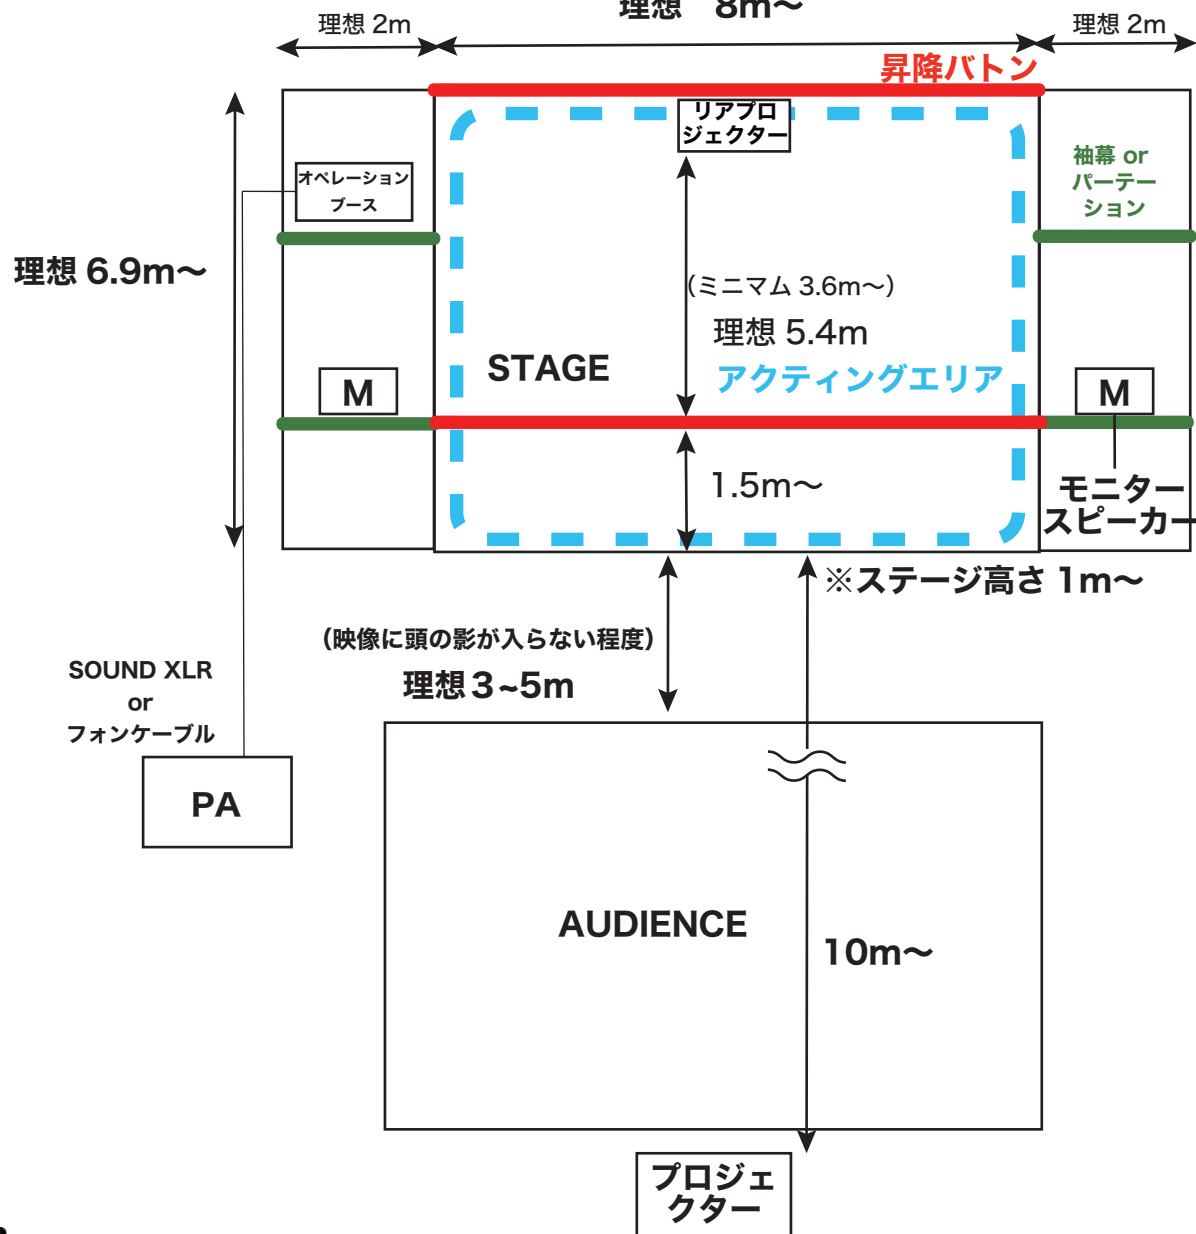 理想 8m〜
理想 2m
理想 2m
昇降バトン
リアプロ
ジェクター
オペレーション
ブース
袖幕 or
パーテー
ション
理想 6.9m〜
（ミニマム 3.6m〜）
理想 5.4m
STAGE
アクティングエリア
M
M
1.5m〜
モニター
スピーカー
※ステージ高さ 1m〜
（映像に頭の影が入らない程度）
理想 3 ~5m
SOUND XLR
or
フォンケーブル
PA
AUDIENCE
10m〜
プロジェ
クター